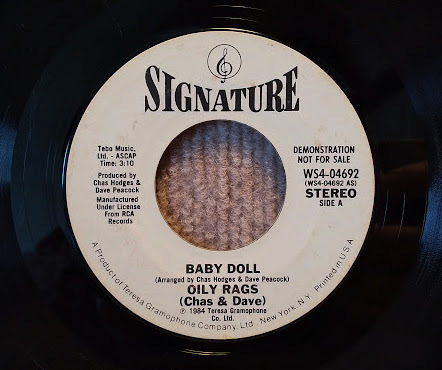 SIGNATURE
Tebo Music,
Ltd. - ASCAP
Time: 3:10
Produced by
Chas Hodges &
Dave Peacock
Manufactured
Under License
From RCA
Records
DEMONSTRATION
NOT FOR SALE
WS4-04692
(WS4-04692 AS)
STEREO
SIDE A
BABY DOLL
(Arranged by Chas Hodges & Dave Peacock)
OILY RAGS
(Chas & Dave)
℗ 1984 Teresa Gramophone
Co. Ltd.
A Product of Teresa Gramophone Company, Ltd. New York, N.Y. Printed in U.S.A.